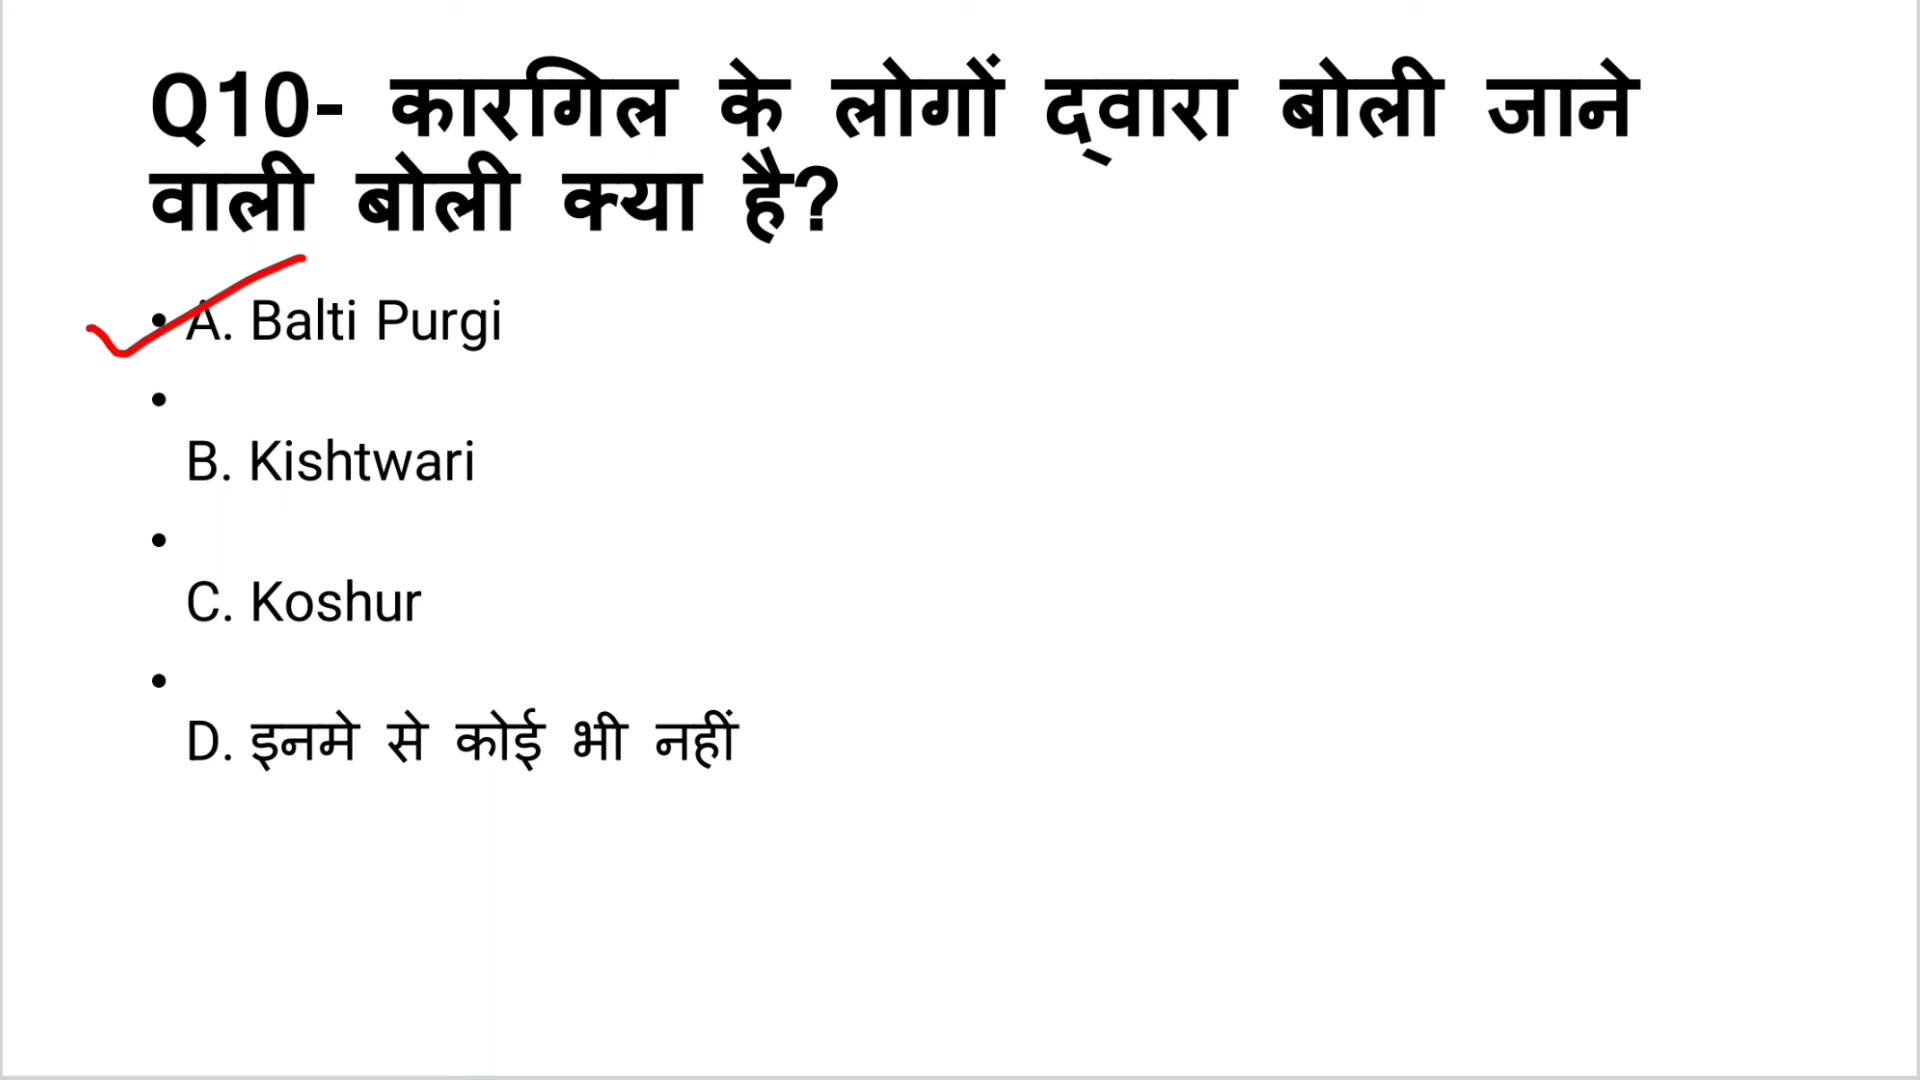 Q10- कारगिल के लोगों द्वारा बोली जाने
वाली बोली क्या है?
• A. Balti Purgi
•
B. Kishtwari
•
C. Koshur
•
D. इनमे से कोई भी नहीं